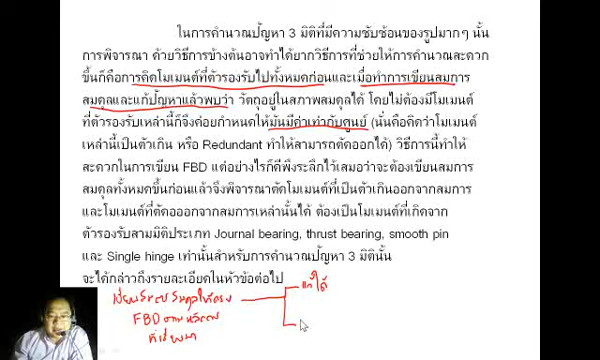 ในการคำนวณปัญหา 3 มิติที่มีความซับซ้อนของรูปมากๆ นั้น
การพิจารณา ด้วยวิธีการข้างต้นอาจทำได้ยากวิธีการที่ช่วยให้การคำนวณสะดวก
ขึ้นก็คือการคิดโมเมนต์ที่ตัวรองรับไปทั้งหมดก่อนและเมื่อทำการเขียนสมการ
สมดุลและแก้ปัญหาแล้วพบว่า วัตถุอยู่ในสภาพสมดุลได้ โดยไม่ต้องมีโมเมนต์
ที่ตัวรองรับเหล่านี้ก็จึงค่อยกำหนดให้มันมีค่าเท่ากับศูนย์ (นั่นคือคิดว่าโมเมนต์
เหล่านี้เป็นตัวเกิน หรือ Redundant ทำให้สามารถตัดออกได้) วิธีการนี้ทำให้
สะดวกในการเขียน FBD แต่อย่างไรก็ดีพึงระลึกไว้เสมอว่าจะต้องเขียนสมการ
สมดุลทั้งหมดขึ้นก่อนแล้วจึงพิจารณาตัดโมเมนต์ที่เป็นตัวเกินออกจากสมการ
และโมเมนต์ที่ตัดอออกจากสมการเหล่านั้นได้ ต้องเป็นโมเมนต์ที่เกิดจาก
ตัวรองรับสามมิติประเภท Journal bearing, thrust bearing, smooth pin
และ Single hinge เท่านั้นสำหรับการคำนวณปัญหา 3 มิตินั้น
จะได้กล่าวถึงรายละเอียดในหัวข้อต่อไป
แก้ได้
FBD